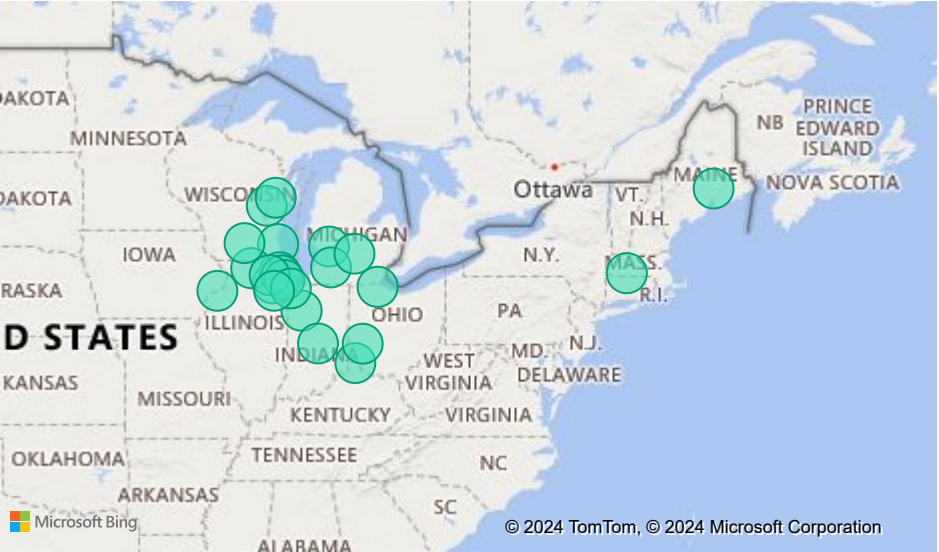 DAKOTA
MINNESOTA
NB
PRINCE
EDWARD
ISLAND
MAINE
NOVA SCOTIA
DAKOTA
WISCONSIN
Ottawa
VT.
N.H.
MICHIGAN
IOWA
N.Y.
MASS.
R.I.
ILLINOIS
OHIO
PA
D STATES
INDIANA
WEST
VIRGINIA
MD.
N.J.
DELAWARE
KANSAS
MISSOURI
KENTUCKY
VIRGINIA
OKLAHOMA
TENNESSEE
NC
ARKANSAS
SC
ALABAMA
Microsoft Bing
© 2024 TomTom, © 2024 Microsoft Corporation